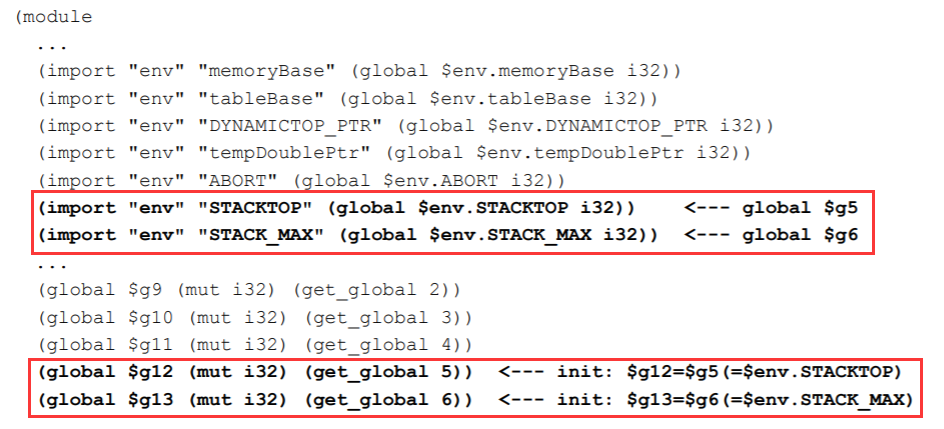 (module
...
(import "env" "memoryBase" (global $env.memoryBase i32))
(import "env" "tableBase" (global $env.tableBase i32))
(import "env" "DYNAMICTOP_PTR" (global $env.DYNAMICTOP_PTR i32))
(import "env" "tempDoublePtr" (global $env.tempDoublePtr i32))
(import "env" "ABORT" (global $env.ABORT i32))
(import "env" "STACKTOP" (global $env.STACKTOP i32)) <--- global $g5
(import "env" "STACK_MAX" (global $env.STACK_MAX i32)) <--- global $g6
...
(global $g9 (mut i32) (get_global 2))
(global $g10 (mut i32) (get_global 3))
(global $g11 (mut i32) (get_global 4))
(global $g12 (mut i32) (get_global 5)) <--- init: $g12=$g5(=$env.STACKTOP)
(global $g13 (mut i32) (get_global 6)) <--- init: $g13=$g6(=$env.STACK_MAX)